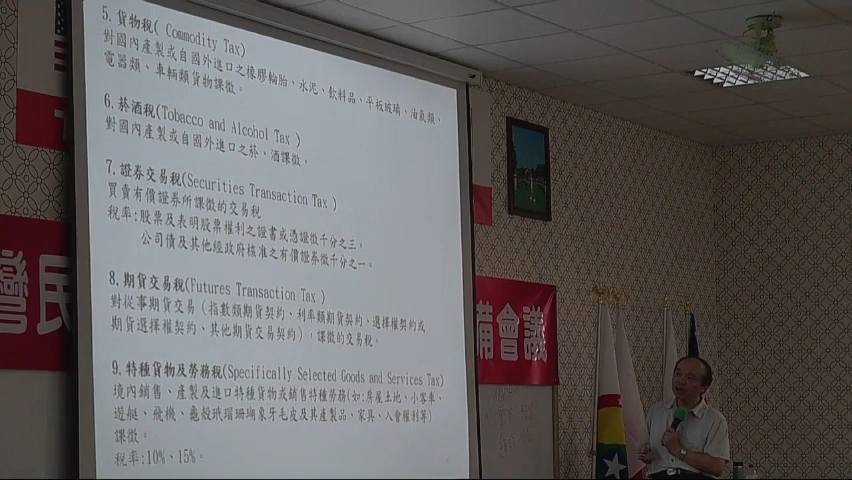 5.貨物稅( Commodity Tax)
對國內產製或自國外進口之橡膠輪胎、水泥、飲料品、平板玻璃、油氣類、
電器類、車輛類貨物課徵。
6.菸酒稅(Tobacco and Alcohol Tax )
對國內產製或自國外進口之菸、酒課徵。
7.證券交易稅(Securities Transaction Tax )
買賣有價證券所課徵的交易稅
稅率:股票及表明股票權利之證書或憑證徵千分之三。
公司債及其他經政府核准之有價證券徵千分之一。
8.期貨交易稅(Futures Transaction Tax )
對從事期貨交易（指數類期貨契約、利率類期貨契約、選擇權契約或
期貨選擇權契約、其他期貨交易契約），課徵的交易稅。
9.特種貨物及勞務稅(Specifically Selected Goods and Services Tax)
境內銷售、產製及進口特種貨物或銷售特種勞務(如:房屋土地、小客車、
遊艇、飛機、龜殼玳瑁珊瑚象牙毛皮及其產製品、家具、入會權利等)
課徵。
稅率:10%、15%。
灣民
備會議